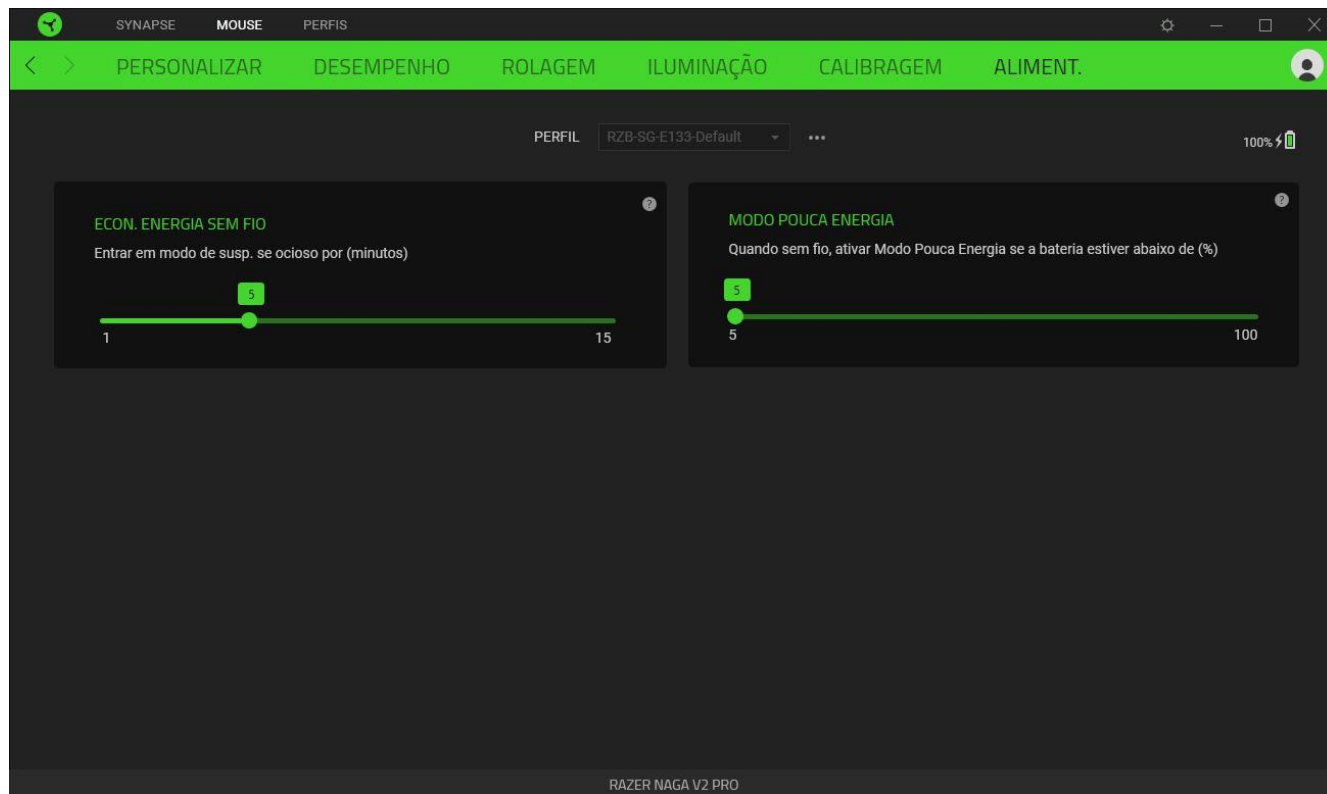 SYNAPSE MOUSE PERFIS
PERSONALIZAR DESEMPENHO ROLAGEM ILUMINAÇÃO CALIBRAGEM ALIMENT.
PERFIL RZB-SG-E133-Default
100%
ECON. ENERGIA SEM FIO
Entrar em modo de susp. se ocioso por (minutos)
5
1 15
MODO POUCA ENERGIA
Quando sem fio, ativar Modo Pouca Energia se a bateria estiver abaixo de (%)
5
5 100
RAZER NAGA V2 PRO